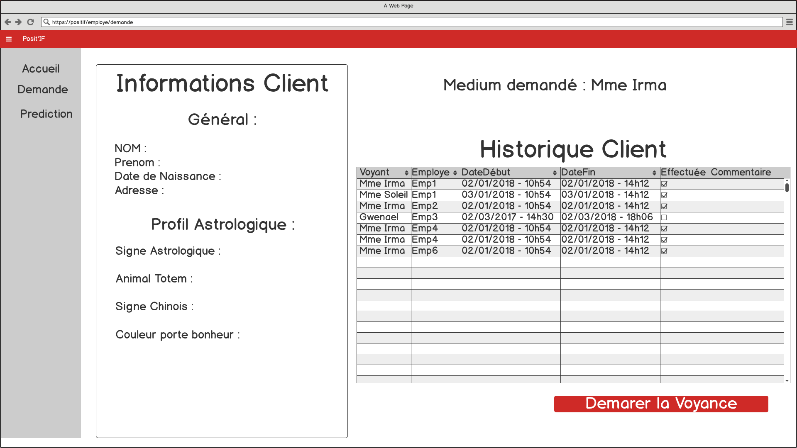 A Web Page
https://positif/employe/demande
Posit'IF
Accueil
Demande
Prediction
Informations Client
Général :
NOM :
Prenom :
Date de Naissance :
Adresse :
Profil Astrologique :
Signe Astrologique :
Animal Totem :
Signe Chinois :
Couleur porte bonheur :
Medium demandé : Mme Irma
Historique Client
Voyant Employe DateDébut DateFin Effectuée Commentaire
Mme Irma Emp1 02/01/2018 - 10h54 02/01/2018 - 14h12
Mme Soleil Emp1 03/01/2018 - 10h54 03/01/2018 - 14h12
Mme Irma Emp2 02/01/2018 - 10h54 02/01/2018 - 14h12
Gwenael Emp3 02/03/2017 - 14h30 02/03/2018 - 18h06
Mme Irma Emp4 02/01/2018 - 10h54 02/01/2018 - 14h12
Mme Irma Emp4 02/01/2018 - 10h54 02/01/2018 - 14h12
Mme Irma Emp6 02/01/2018 - 10h54 02/01/2018 - 14h12
Demarer la Voyance